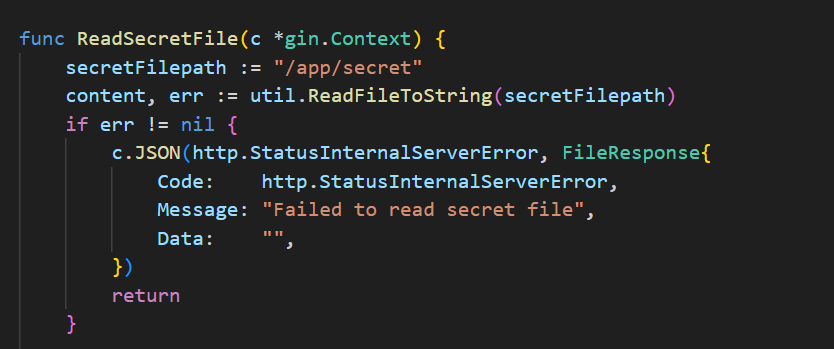 func ReadSecretFile(c *gin.Context) {
    secretFilepath := "/app/secret"
    content, err := util.ReadFileToString(secretFilepath)
    if err != nil {
        c.JSON(http.StatusInternalServerError, FileResponse{
            Code:    http.StatusInternalServerError,
            Message: "Failed to read secret file",
            Data:    "",
        })
        return
    }